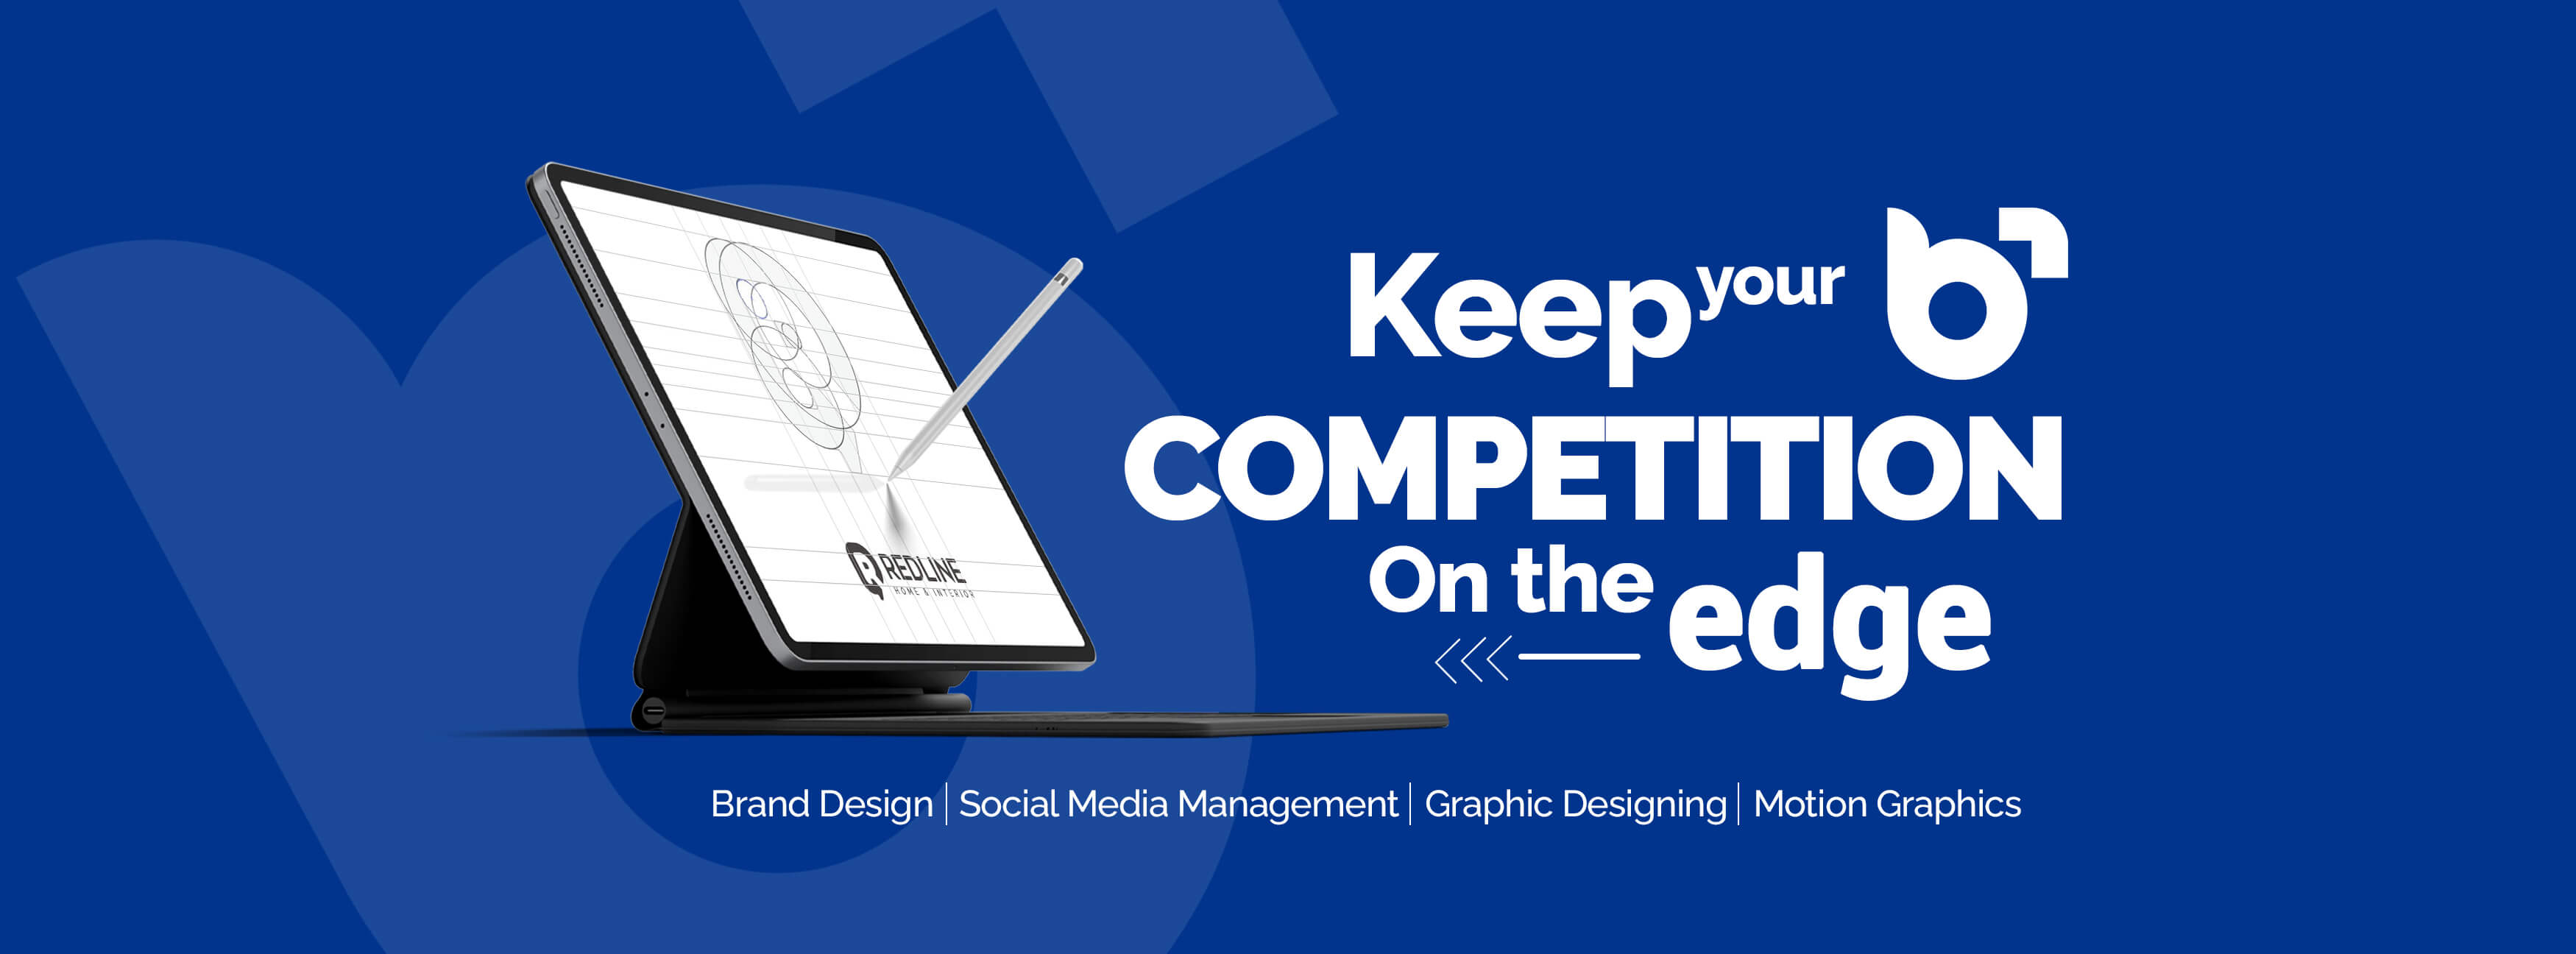 Keep your b
COMPETITION
On the edge
R REDLINE
HOME & INTERIOR
Brand Design | Social Media Management | Graphic Designing | Motion Graphics